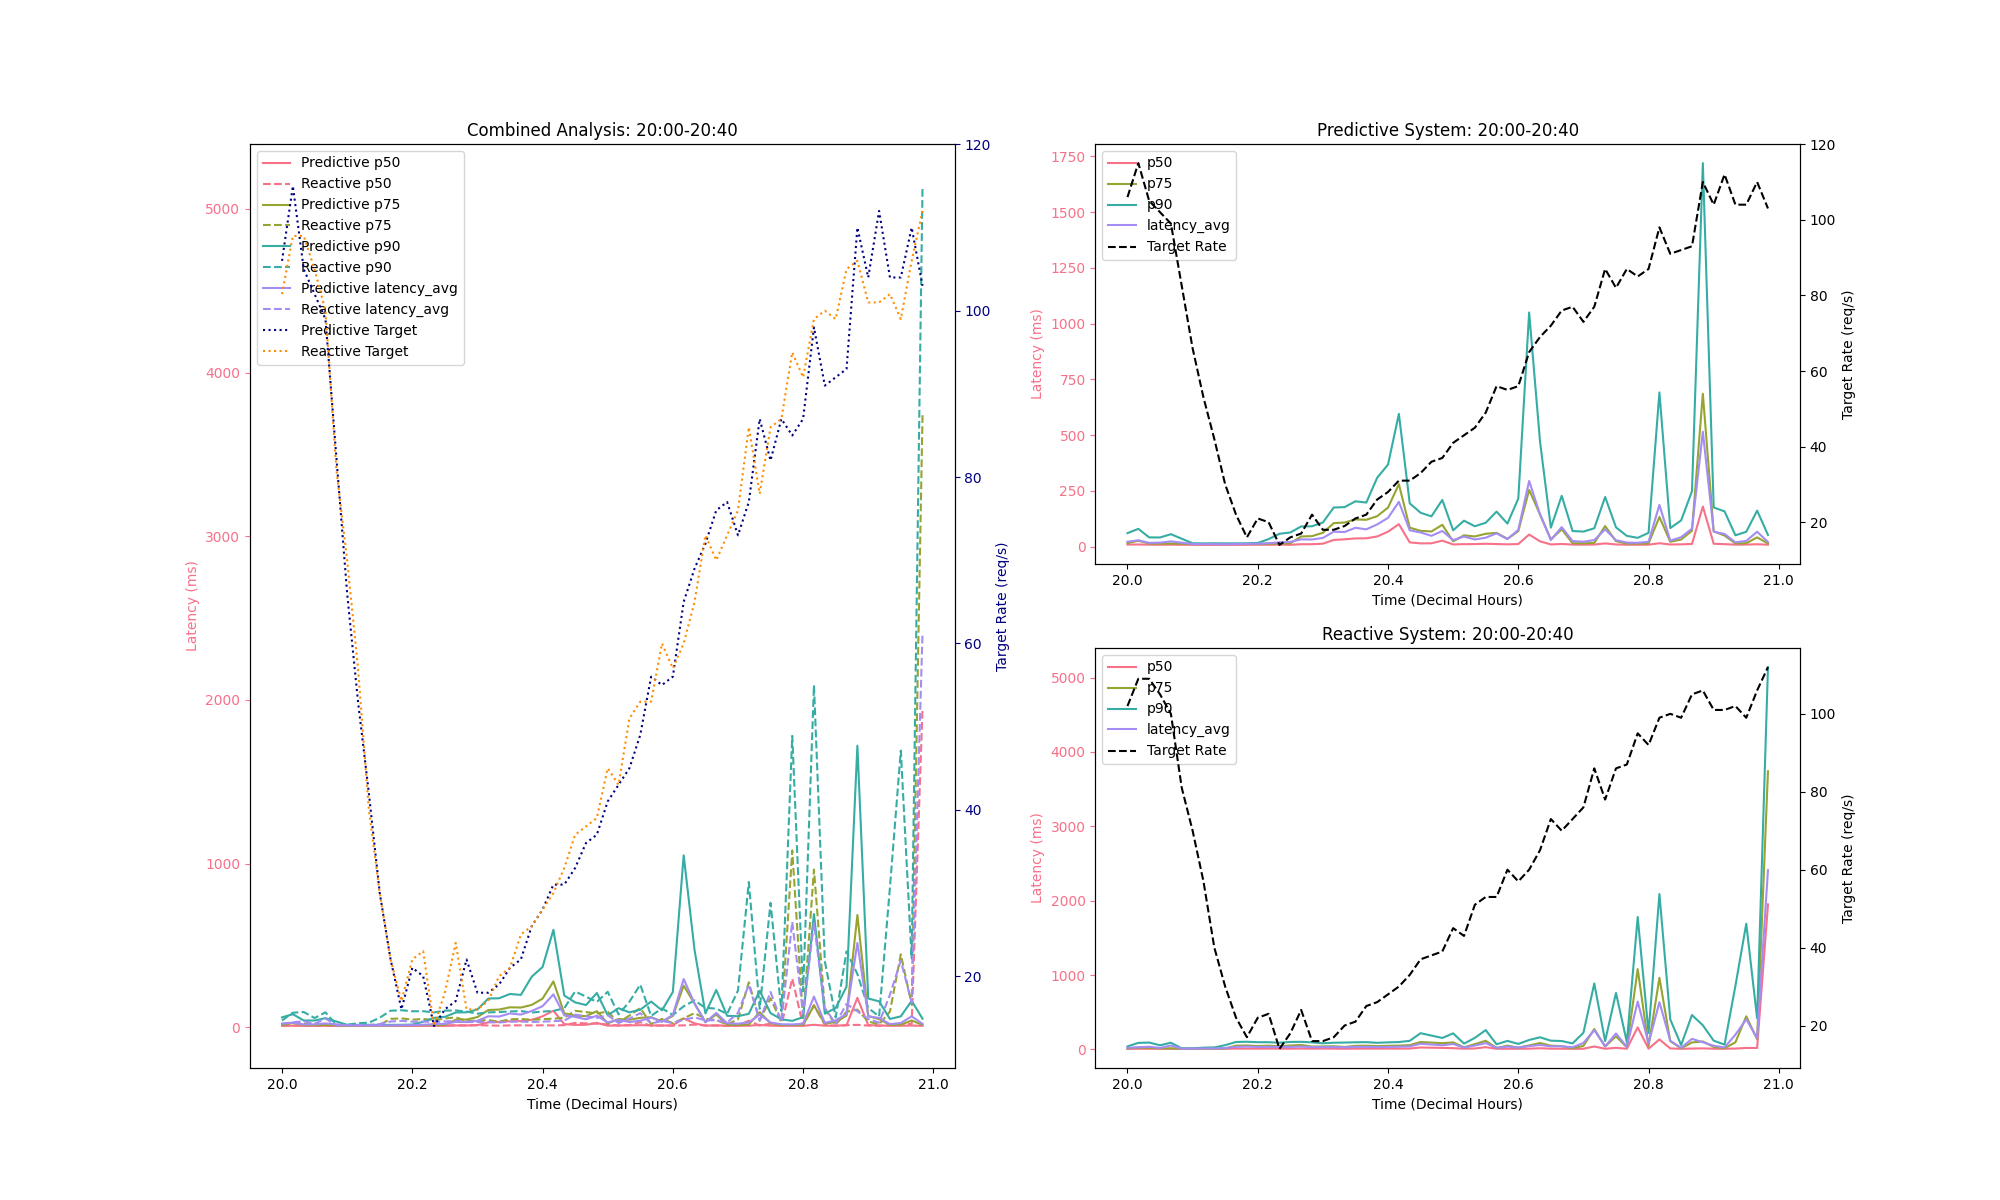 Combined Analysis: 20:00-20:40
Predictive p50
Reactive p50
Predictive p75
Reactive p75
Predictive p90
Reactive p90
Predictive latency_avg
Reactive latency_avg
Predictive Target
Reactive Target
5000
4000
3000
2000
1000
0
Latency (ms)
120
100
80
60
40
20
Target Rate (req/s)
20.0 20.2 20.4 20.6 20.8 21.0
Time (Decimal Hours)
Predictive System: 20:00-20:40
p50
p75
p90
latency_avg
Target Rate
1750
1500
1250
1000
750
500
250
0
Latency (ms)
120
100
80
60
40
20
Target Rate (req/s)
20.0 20.2 20.4 20.6 20.8 21.0
Time (Decimal Hours)
Reactive System: 20:00-20:40
p50
p75
p90
latency_avg
Target Rate
5000
4000
3000
2000
1000
0
Latency (ms)
100
80
60
40
20
Target Rate (req/s)
20.0 20.2 20.4 20.6 20.8 21.0
Time (Decimal Hours)